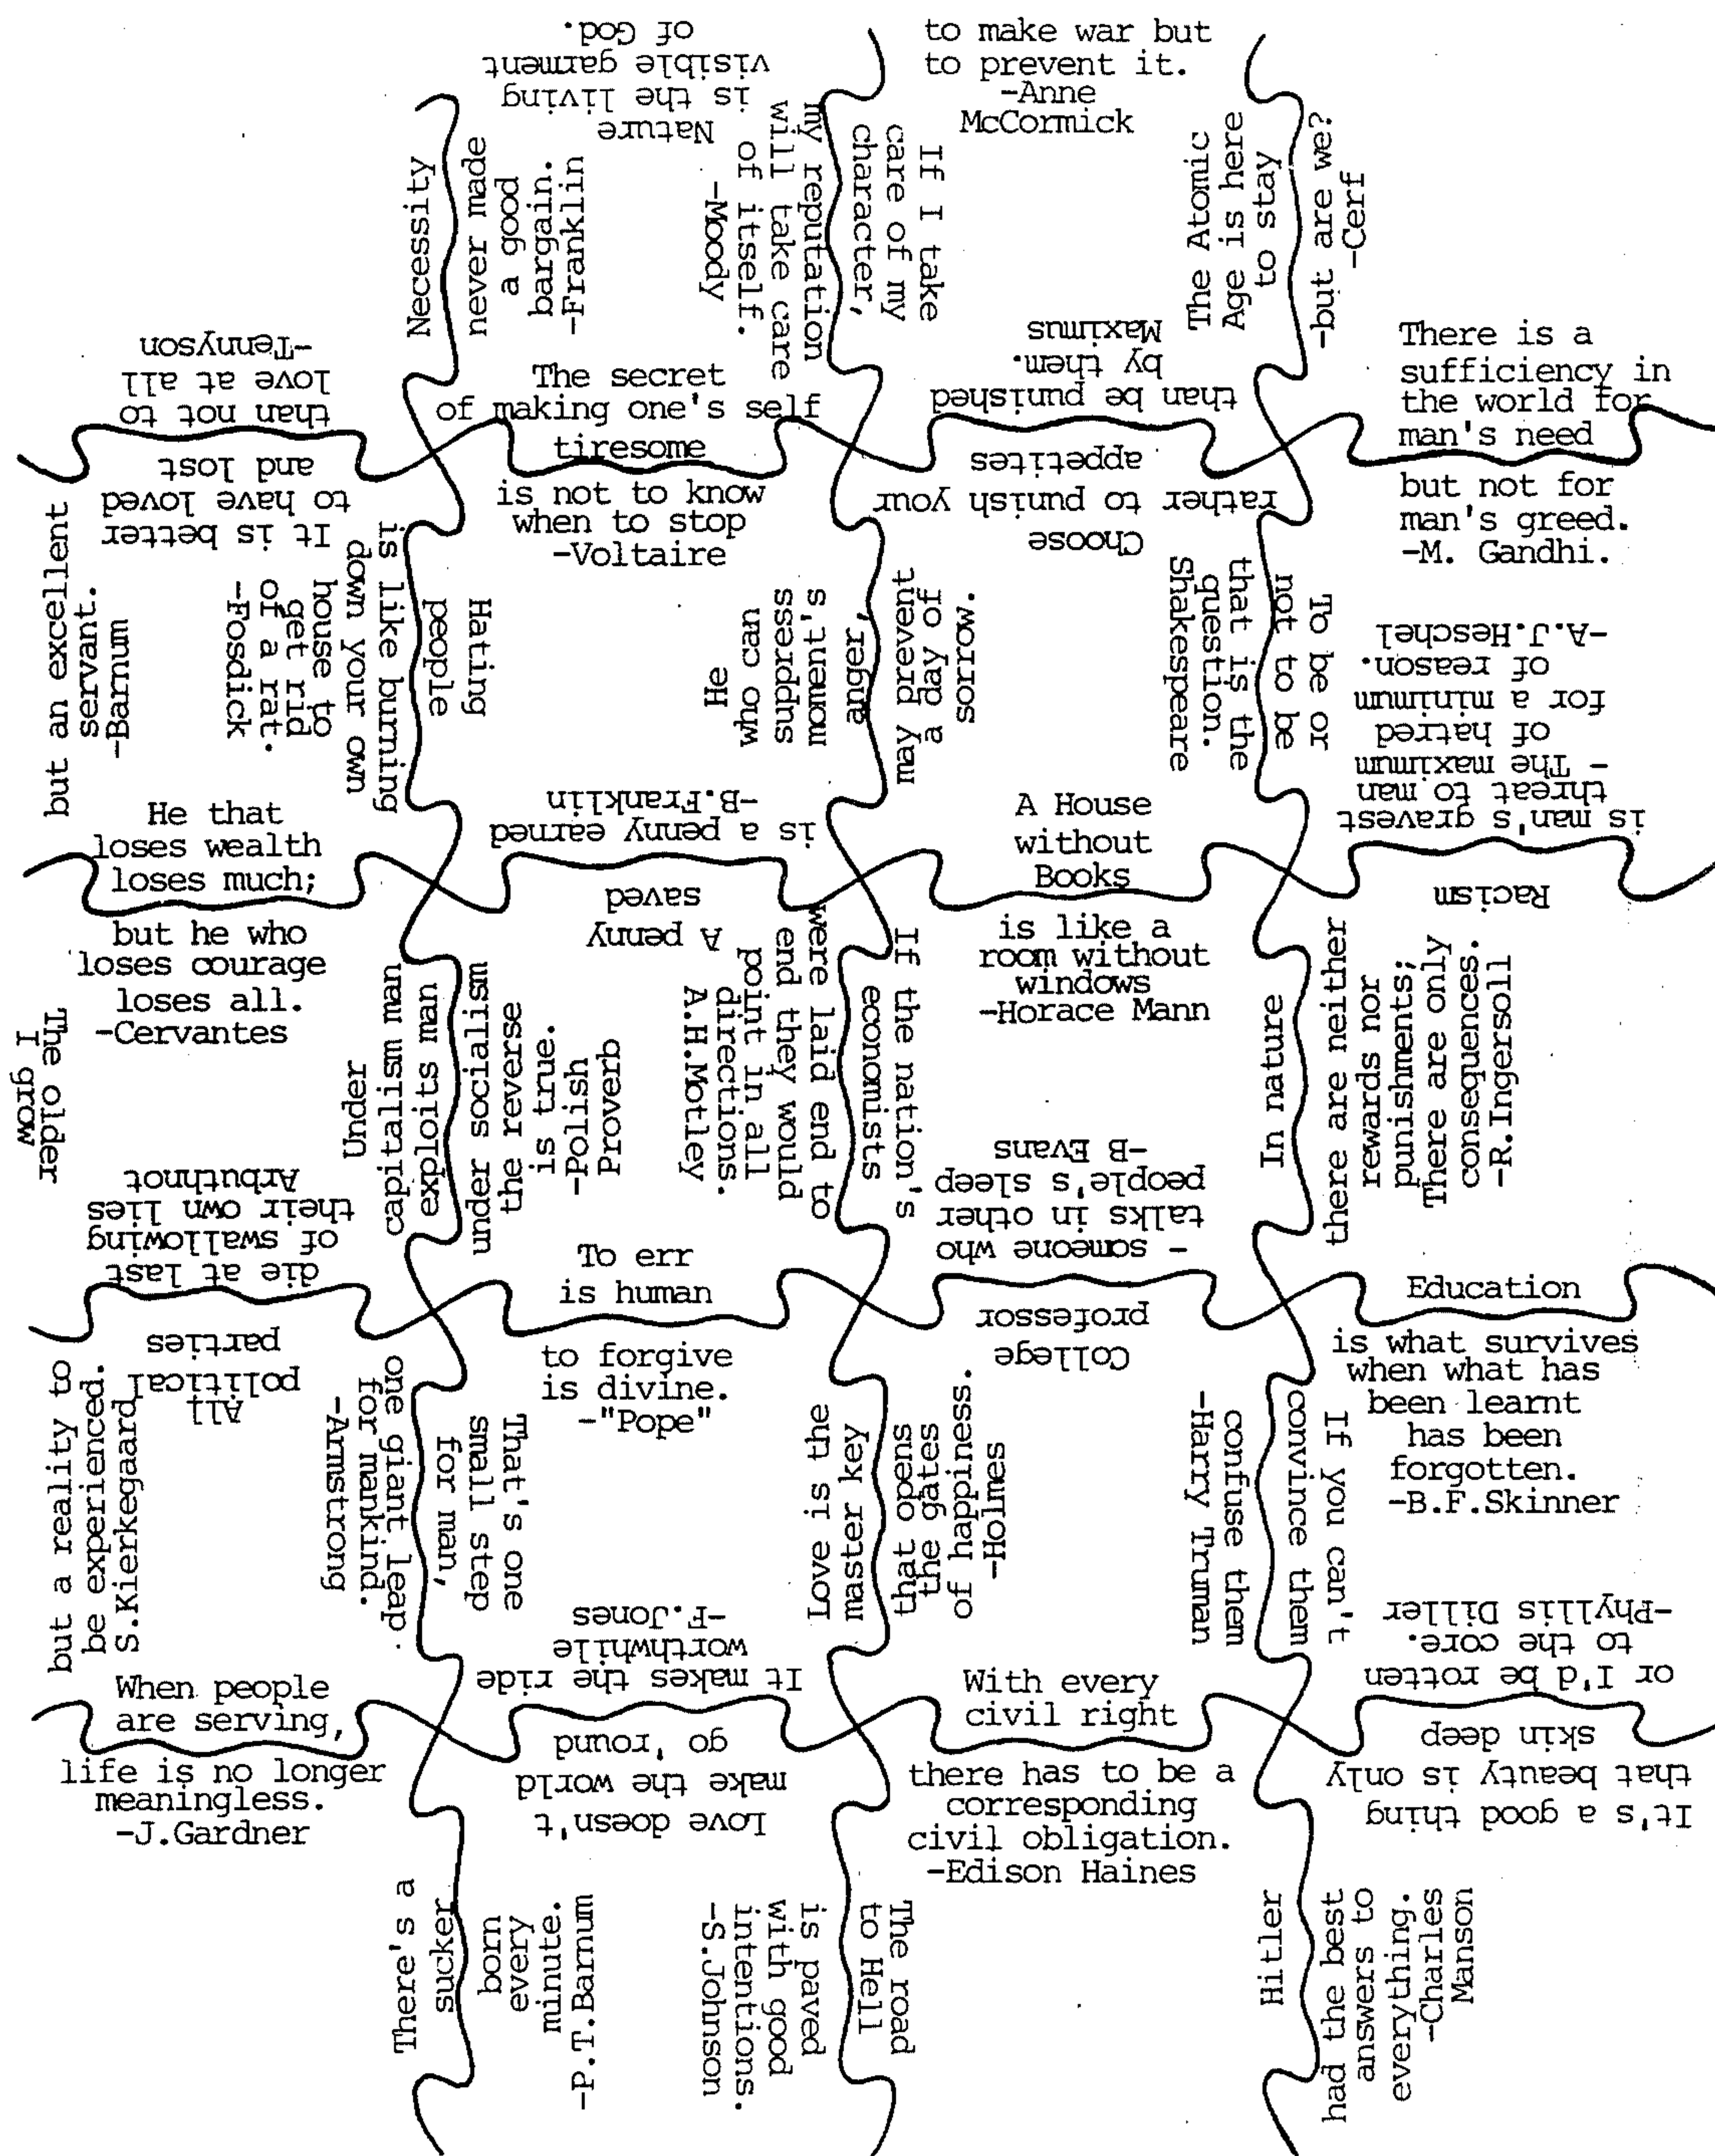 Nature
is the living
visible garment
of God.
to make war but
to prevent it.
-Anne
McCormick
Necessity
never made
a good
bargain.
-Franklin
If I take
care of my
character,
my reputation
will take care
of itself.
-Moody
The Atomic
Age is here
to stay
-but are we?
-Cerf
It is better
to have loved
and lost
than not to
love at all
-Tennyson
The secret
of making one's self
tiresome
is not to know
when to stop
-Voltaire
Choose
rather to punish your
appetites
than be punished
by them.
Maximus
There is a
sufficiency in
the world for
man's need
but not for
man's greed.
-M. Gandhi.
but an excellent
servant.
-Barnum
Hating
people
is like burning
down your own
house to
get rid
of a rat.
-Fosdick
He
who can
suppress
moment's
anger,
may prevent
a day of
sorrow.
To be or
not to be
that is the
question.
Shakespeare
He that
loses wealth
loses much;
but he who
loses courage
loses all.
-Cervantes
A penny
saved
is a penny earned
-B.Franklin
A House
without
Books
is like a
room without
windows
-Horace Mann
Racism
is man's gravest
threat to man
- The maximum
of hatred
for a minimum
of reason.
-A.J.Heschel
The older
I grow
Under
capitalism man
exploits man
under socialism
the reverse
is true.
-Polish
Proverb
If the nation's
economists
were laid end to
end they would
point in all
directions.
A.H.Motley
In nature
there are neither
rewards nor
punishments;
There are only
consequences.
-R.Ingersoll
All
political
parties
die at last
of swallowing
their own lies
Arbuthnot
To err
is human
to forgive
is divine.
-"Pope"
College
professor
- someone who
talks in other
people's sleep
-B Evans
Education
is what survives
when what has
been learnt
has been
forgotten.
-B.F.Skinner
but a reality to
be experienced.
S.Kierkegaard
That's one
small step
for man,
one giant leap
for mankind.
-Armstrong
Love is the
master key
that opens
the gates
of happiness.
-Holmes
If you can't
convince them
confuse them
-Harry Truman
When people
are serving,
life is no longer
meaningless.
-J.Gardner
Love doesn't
make the world
go 'round
It makes the ride
worthwhile
-F.Jones
With every
civil right
there has to be a
corresponding
civil obligation.
-Edison Haines
It's a good thing
that beauty is only
skin deep
or I'd be rotten
to the core.
-Phyllis Diller
There's a
sucker
born
every
minute.
-P.T.Barnum
The road
to Hell
is paved
with good
intentions.
-S.Johnson
Hitler
had the best
answers to
everything.
-Charles
Manson